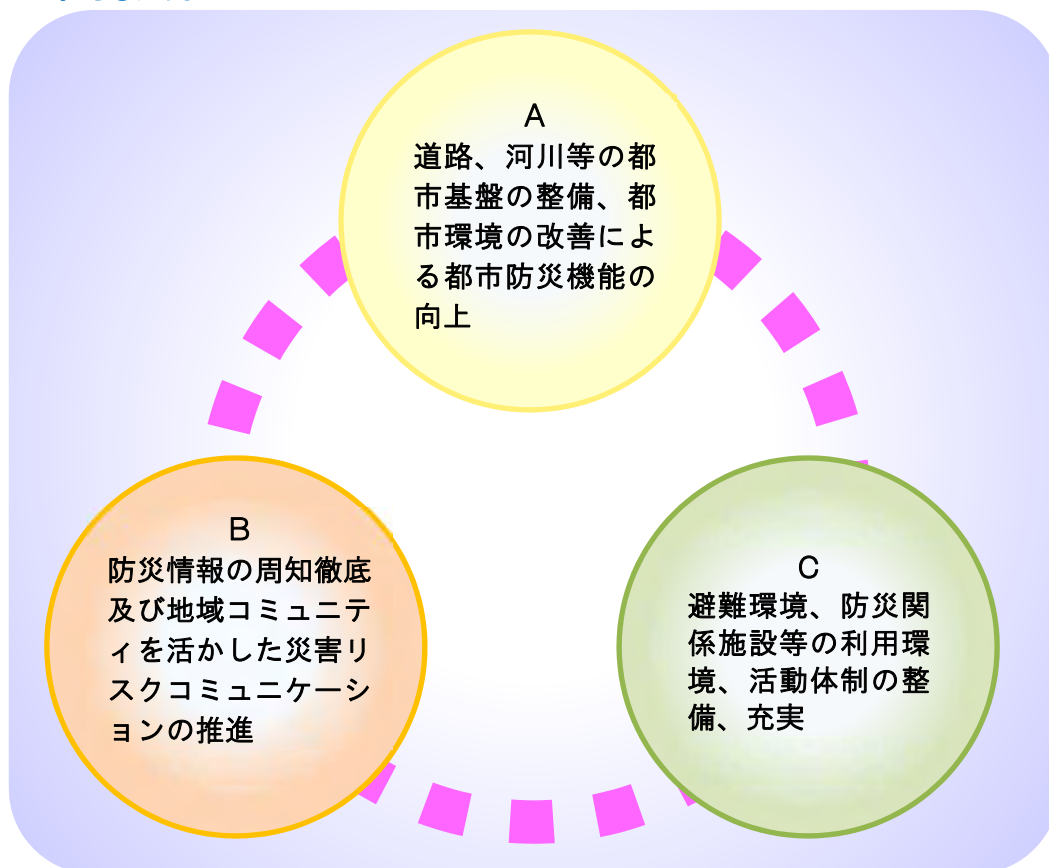 A
道路、河川等の都
市基盤の整備、都
市環境の改善によ
る都市防災機能の
向上
B
防災情報の周知徹底
及び地域コミュニテ
ィを活かした災害リ
スクコミュニケーシ
ョンの推進
C
避難環境、防災関
係施設等の利用環
境、活動体制の整
備、充実